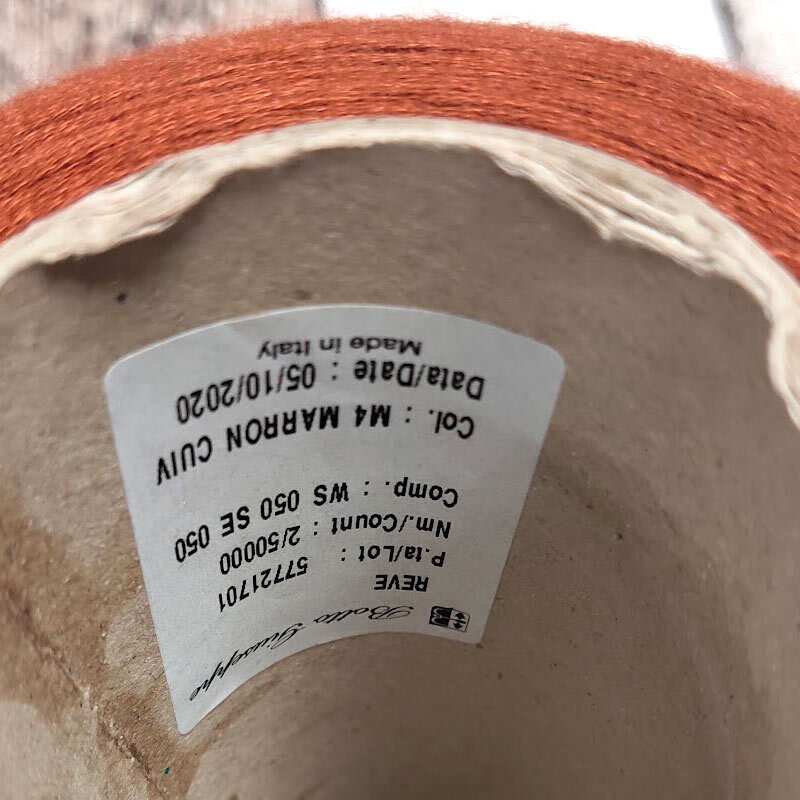 Botto Giuseppe
REVE
P.ta/Lot : 57721701
Nm./Count : 2/50000
Comp. : WS 050 SE 050
Col. : M4 MARRON CUIV
Data/Date : 05/10/2020
Made in Italy